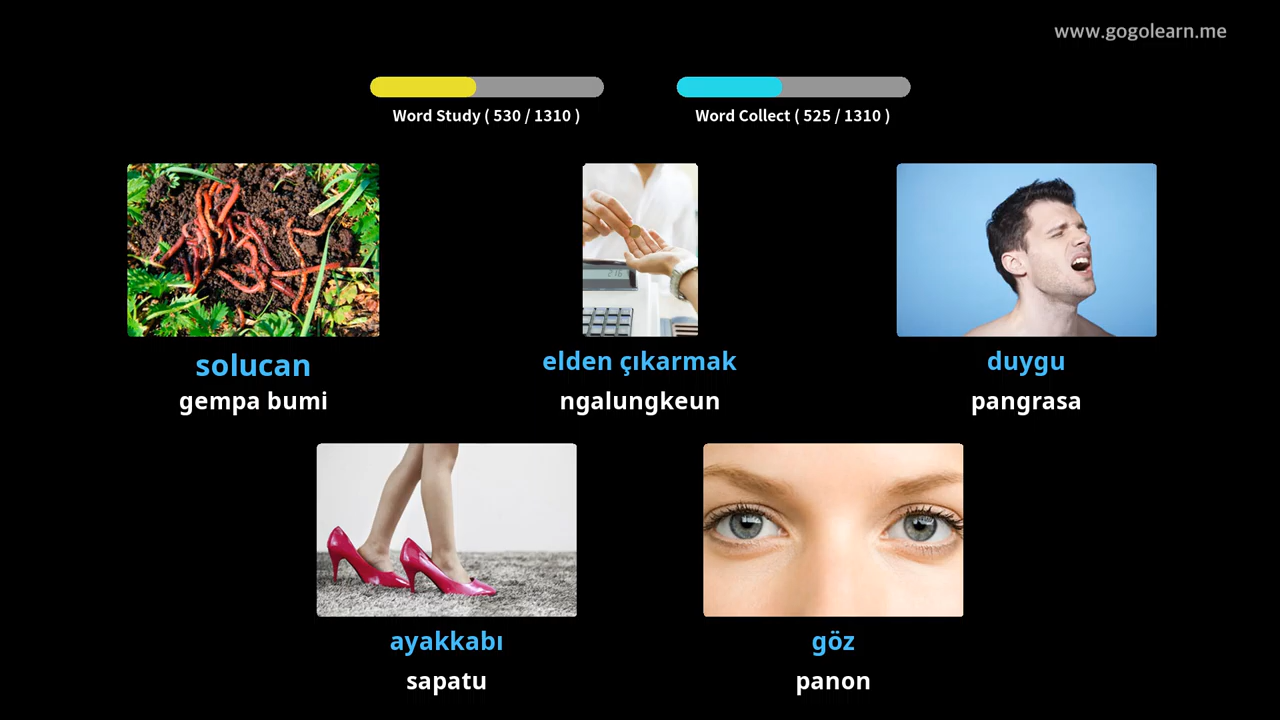 www.gogolearn.me
Word Study ( 530 / 1310 )
Word Collect ( 525 / 1310 )
solucan
gempa bumi
elden çıkarmak
ngalungkeun
duygu
pangrasa
ayakkabı
sapatu
göz
panon